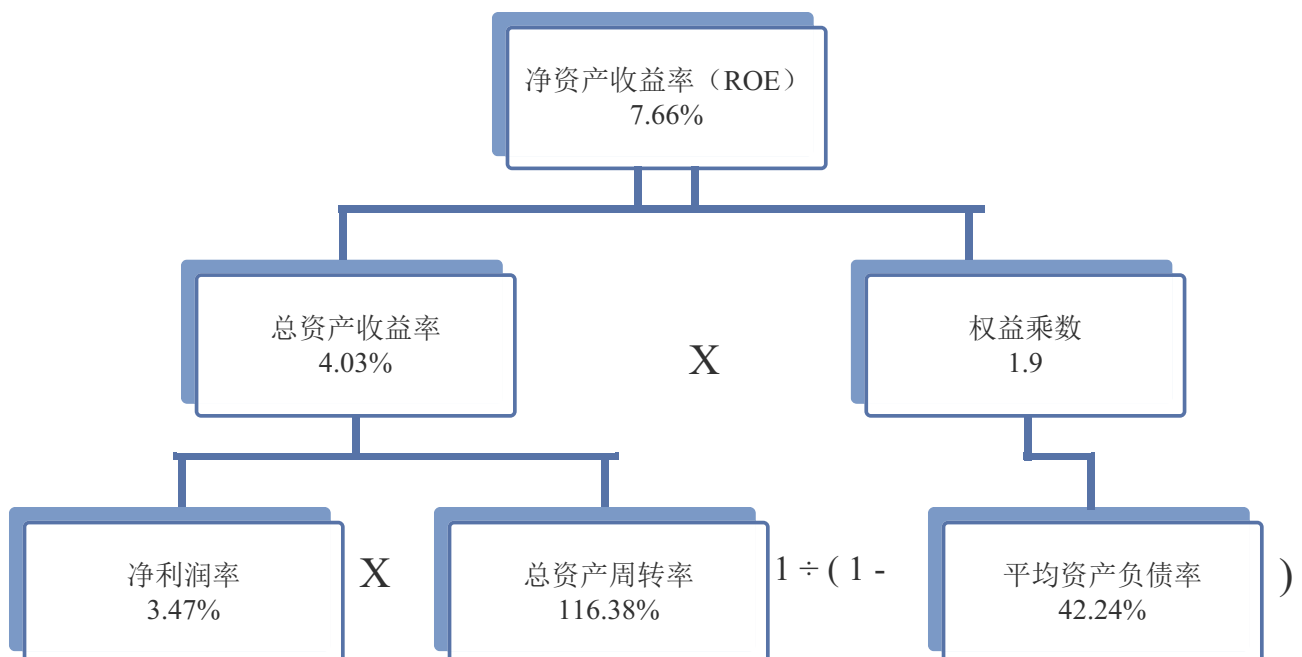 净资产收益率（ROE）
7.66%
总资产收益率
4.03%
X
权益乘数
1.9
净利润率
3.47%
X
总资产周转率
116.38%
1 ÷ ( 1 -
平均资产负债率
42.24%
)